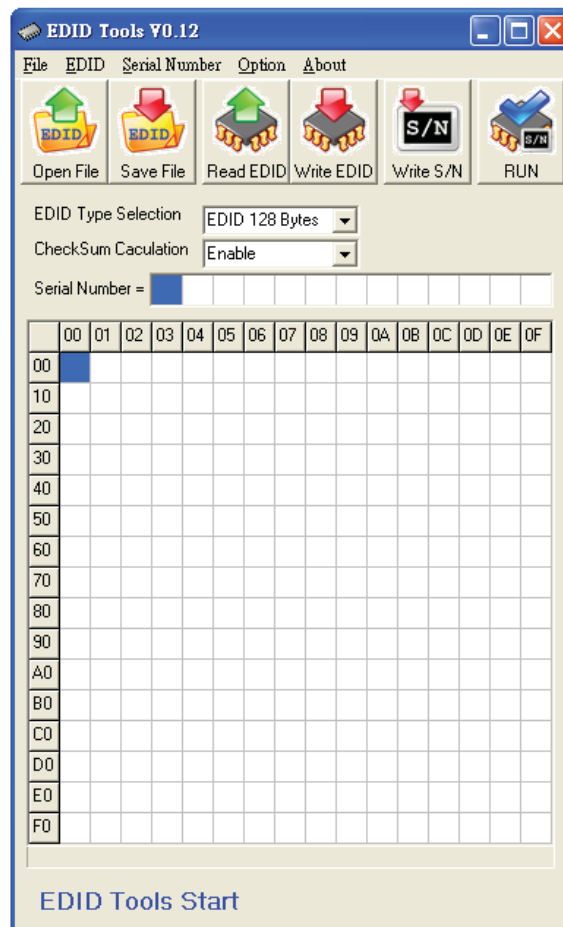 EDID Tools V0.12
File EDID Serial Number Option About
EDID EDID S/N S/N
Open File Save File Read EDID Write EDID Write S/N RUN
EDID Type Selection EDID 128 Bytes
CheckSum Caculation Enable
Serial Number =
00 01 02 03 04 05 06 07 08 09 0A 0B 0C 0D 0E 0F
00
10
20
30
40
50
60
70
80
90
A0
B0
C0
D0
E0
F0
EDID Tools Start